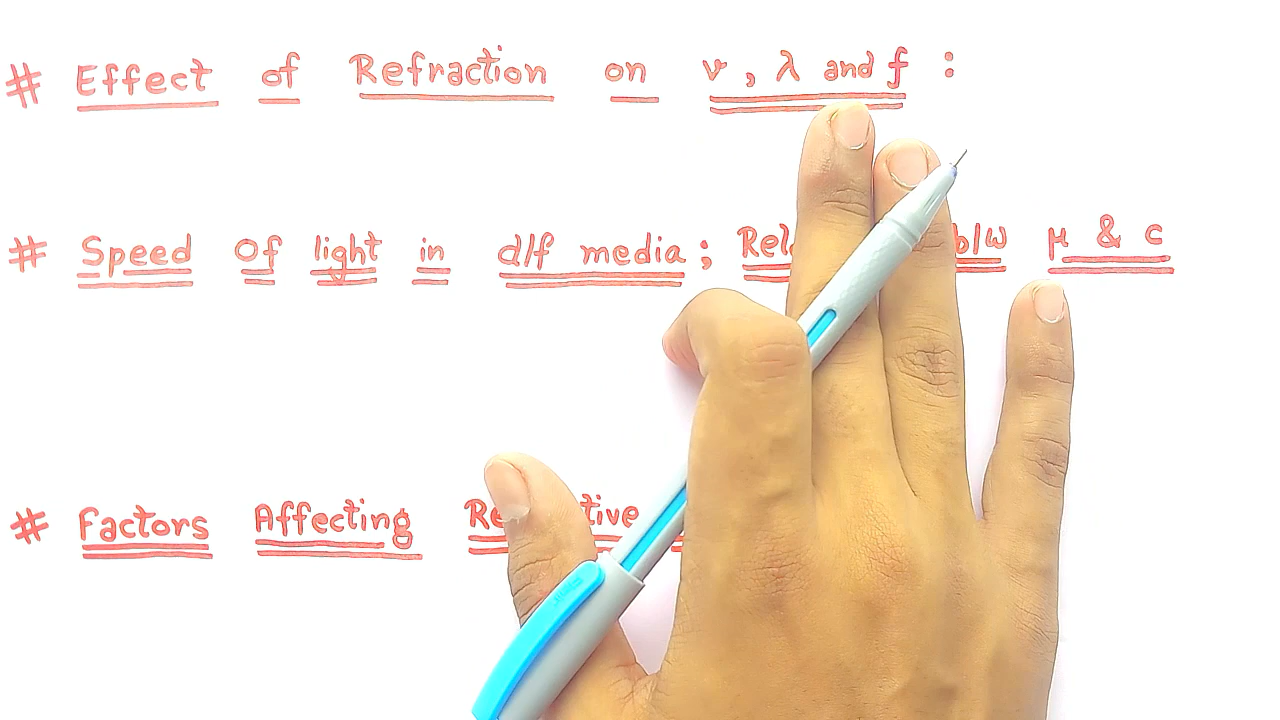 # Effect of Refraction on v, λ and f :
# Speed Of light in d/f media; b/w μ & c
# Factors Affecting